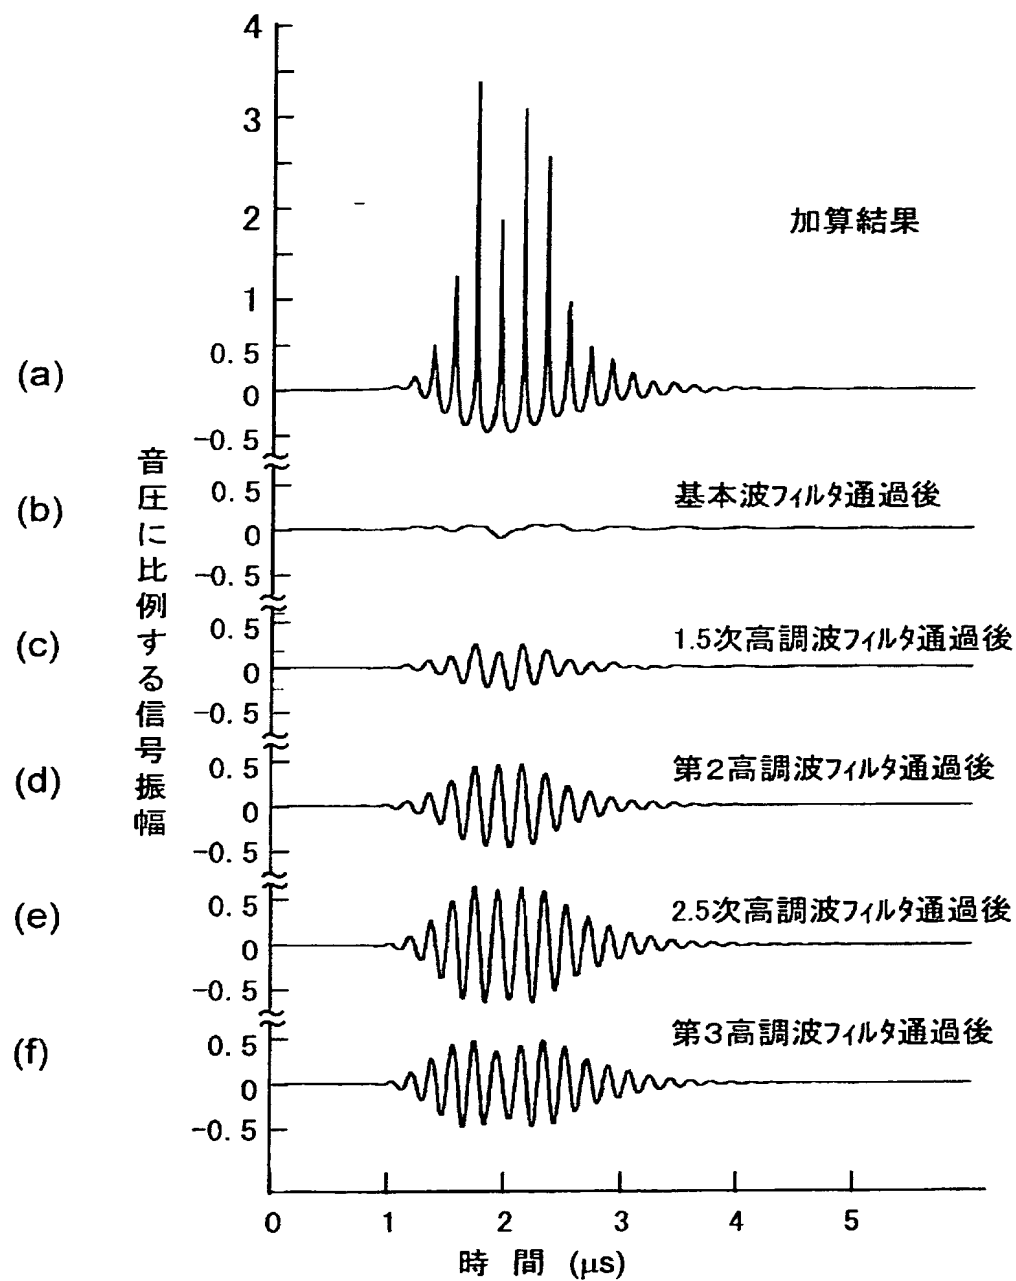 4
3
2
加算結果
1
0.5
(a)
0
-0.5
(b)
0.5
基本波フィルタ通過後
0
-0.5
(c)
0.5
1.5次高調波フィルタ通過後
0
-0.5
(d)
0.5
第2高調波フィルタ通過後
0
-0.5
(e)
0.5
2.5次高調波フィルタ通過後
0
-0.5
(f)
0.5
第3高調波フィルタ通過後
0
-0.5
音圧に比例する信号振幅
0 1 2 3 4 5
時間 (μs)